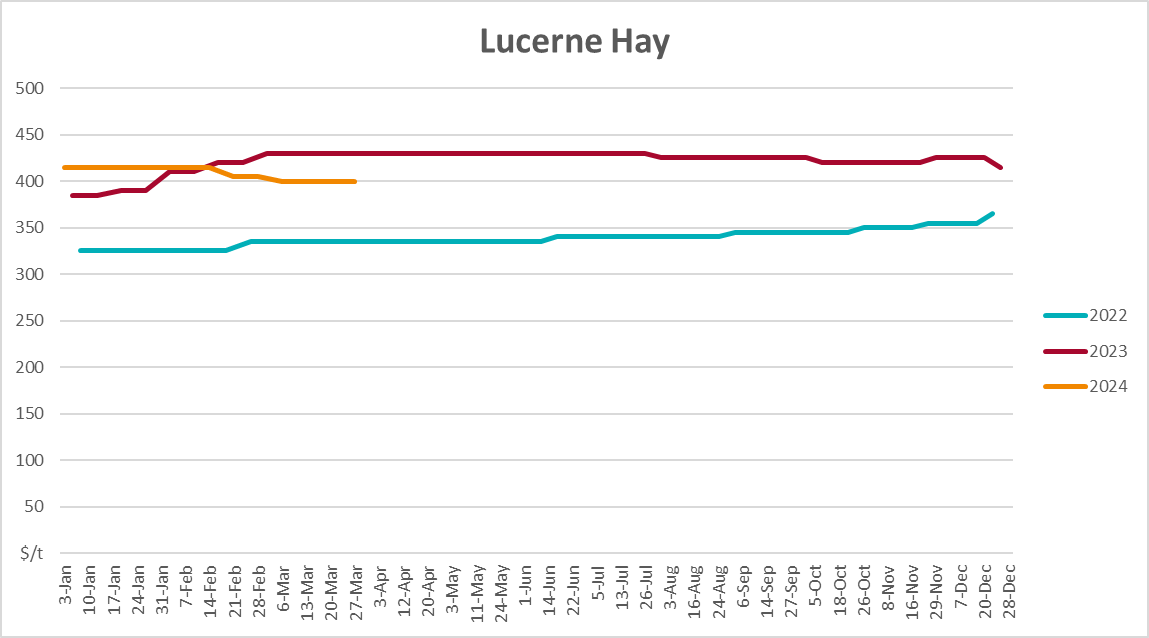 Lucerne Hay
500
450
400
350
300
250
200
150
100
50
$/t
3-Jan
10-Jan
17-Jan
24-Jan
31-Jan
7-Feb
14-Feb
21-Feb
28-Feb
6-Mar
13-Mar
20-Mar
27-Mar
3-Apr
12-Apr
20-Apr
3-May
11-May
24-May
1-Jun
14-Jun
22-Jun
5-Jul
13-Jul
26-Jul
3-Aug
16-Aug
24-Aug
6-Sep
14-Sep
27-Sep
5-Oct
18-Oct
26-Oct
8-Nov
16-Nov
29-Nov
7-Dec
20-Dec
28-Dec
2022
2023
2024